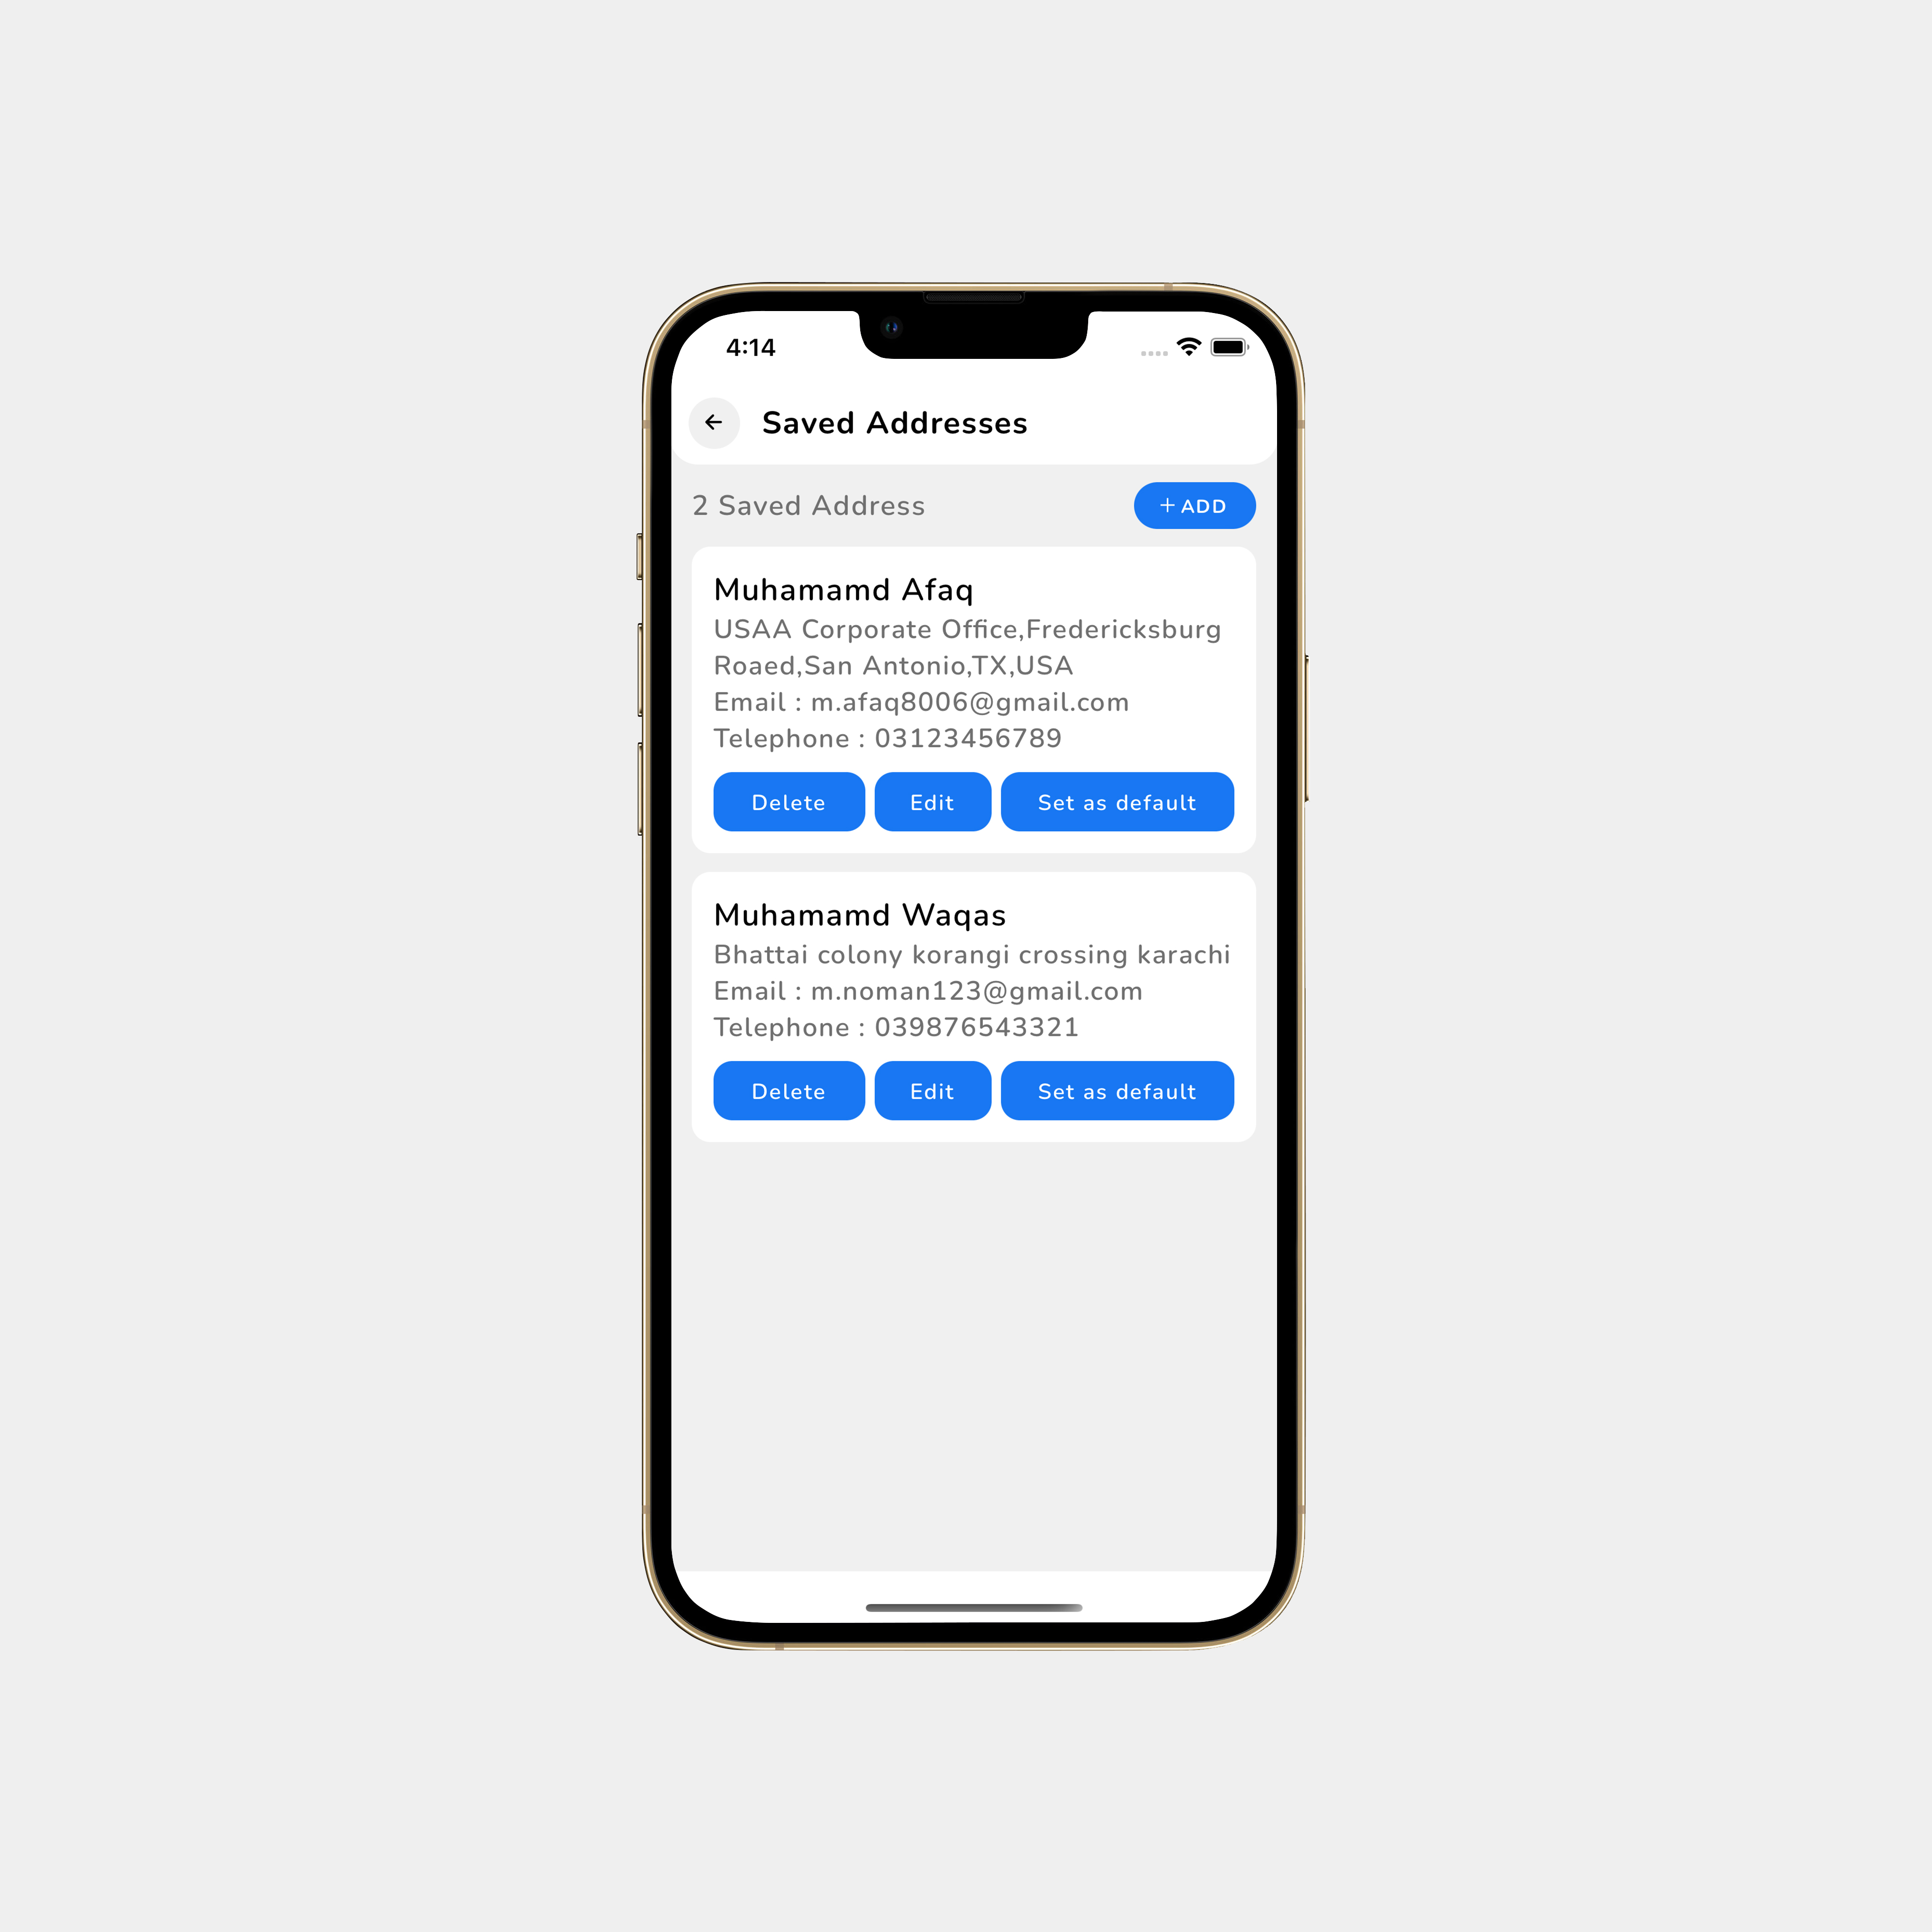 4:14
Saved Addresses
2 Saved Address
+ ADD
Muhamamd Afaq
USAA Corporate Office,Fredericksburg
Roaed,San Antonio,TX,USA
Email : m.afaq8006@gmail.com
Telephone : 03123456789
Delete Edit Set as default
Muhamamd Waqas
Bhattai colony korangi crossing karachi
Email : m.noman123@gmail.com
Telephone : 039876543321
Delete Edit Set as default